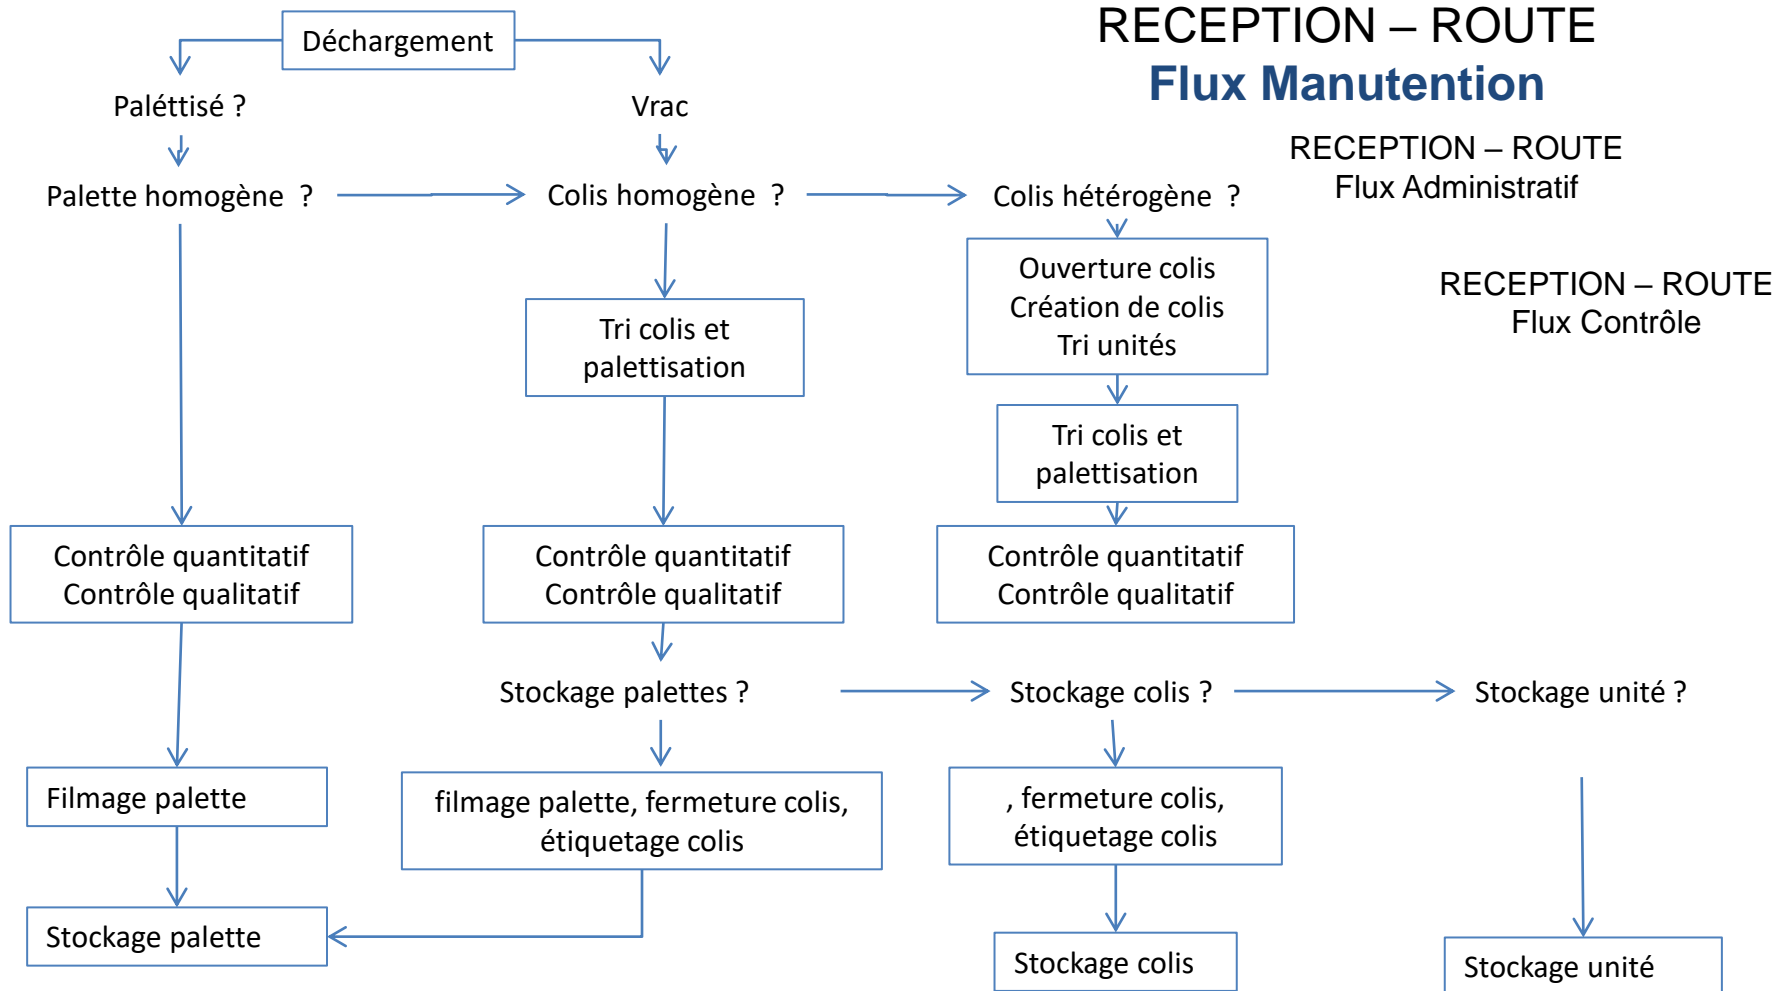 RECEPTION – ROUTE
Flux Manutention
Déchargement
Paléttisé ?
Vrac
RECEPTION – ROUTE
Flux Administratif
Palette homogène ?
Colis homogène ?
Colis hétérogène ?
Ouverture colis
Création de colis
Tri unités
RECEPTION – ROUTE
Flux Contrôle
Tri colis et
palettisation
Tri colis et
palettisation
Contrôle quantitatif
Contrôle qualitatif
Contrôle quantitatif
Contrôle qualitatif
Contrôle quantitatif
Contrôle qualitatif
Stockage palettes ?
Stockage colis ?
Stockage unité ?
Filmage palette
filmage palette, fermeture colis,
étiquetage colis
, fermeture colis,
étiquetage colis
Stockage palette
Stockage colis
Stockage unité